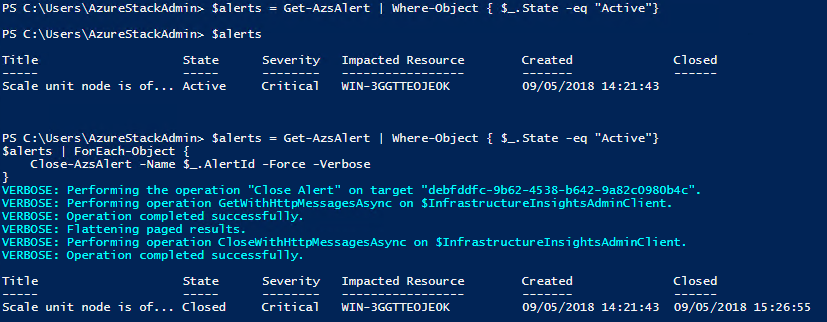 PS C:\Users\AzureStackAdmin> $alerts = Get-AzsAlert | Where-Object { $_.State -eq "Active"}
PS C:\Users\AzureStackAdmin> $alerts
Title State Severity Impacted Resource Created Closed
----- ----- -------- ----------------- ------- ------
Scale unit node is of... Active Critical WIN-3GGTTEOJEOK 09/05/2018 14:21:43
PS C:\Users\AzureStackAdmin> $alerts = Get-AzsAlert | Where-Object { $_.State -eq "Active"}
$alerts | ForEach-Object {
Close-AzsAlert -Name $_.AlertId -Force -Verbose
}
VERBOSE: Performing the operation "Close Alert" on target "debfddfc-9b62-4538-b642-9a82c0980b4c".
VERBOSE: Performing operation GetWithHttpMessagesAsync on $InfrastructureInsightsAdminClient.
VERBOSE: Operation completed successfully.
VERBOSE: Flattening paged results.
VERBOSE: Performing operation CloseWithHttpMessagesAsync on $InfrastructureInsightsAdminClient.
VERBOSE: Operation completed successfully.
Title State Severity Impacted Resource Created Closed
----- ----- -------- ----------------- ------- ------
Scale unit node is of... Closed Critical WIN-3GGTTEOJEOK 09/05/2018 14:21:43 09/05/2018 15:26:55